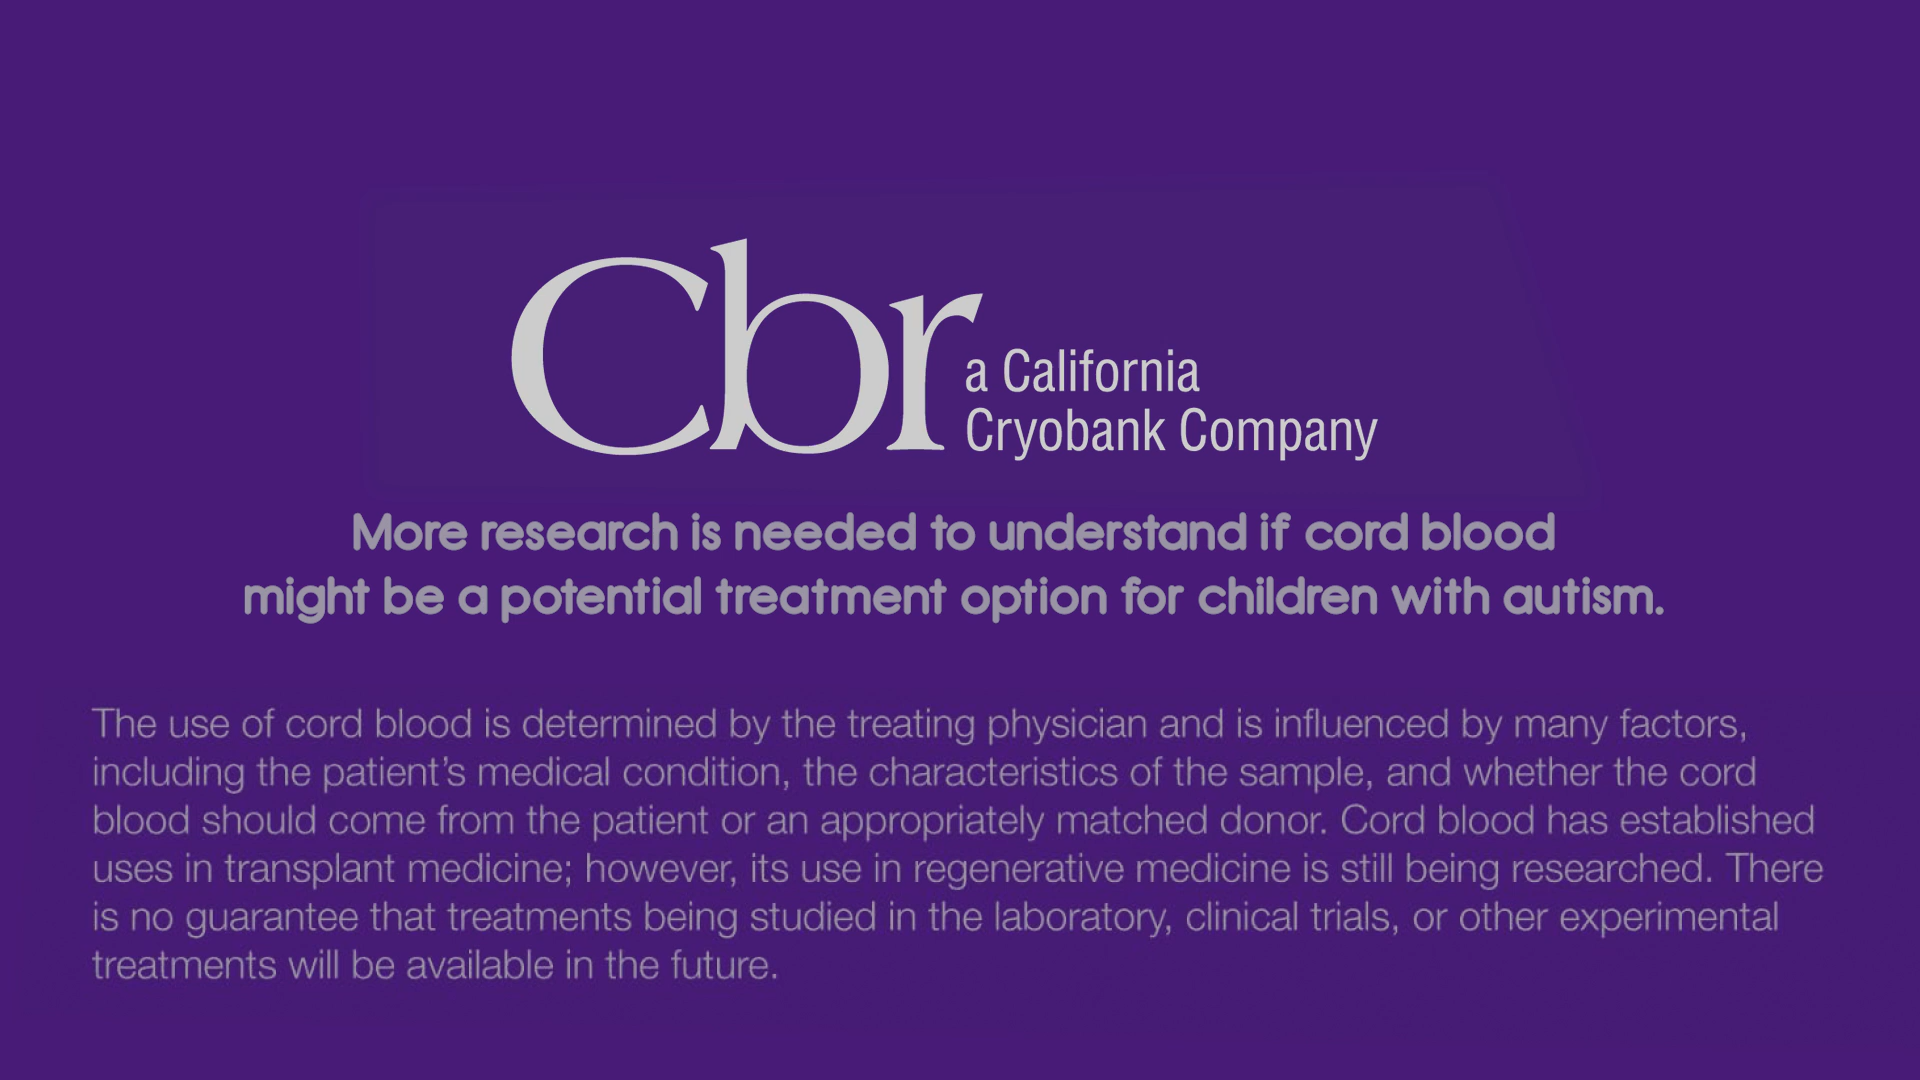 Cbr
a California
Cryobank Company
More research is needed to understand if cord blood
might be a potential treatment option for children with autism.
The use of cord blood is determined by the treating physician and is influenced by many factors,
including the patient’s medical condition, the characteristics of the sample, and whether the cord
blood should come from the patient or an appropriately matched donor. Cord blood has established
uses in transplant medicine; however, its use in regenerative medicine is still being researched. There
is no guarantee that treatments being studied in the laboratory, clinical trials, or other experimental
treatments will be available in the future.